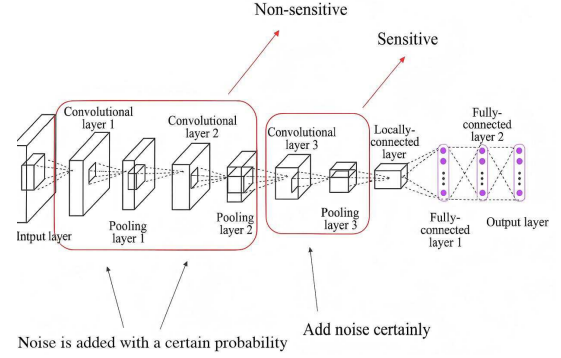 Non-sensitive
Sensitive
Convolutional
layer 1
Convolutional
layer 2
Convolutional
layer 3
Locally-
connected
layer
Fully-
connected
layer 2
Intput layer
Pooling
layer 1
Pooling
layer 2
Pooling
layer 3
Fully-
connected
layer 1
Output layer
Noise is added with a certain probability
Add noise certainly